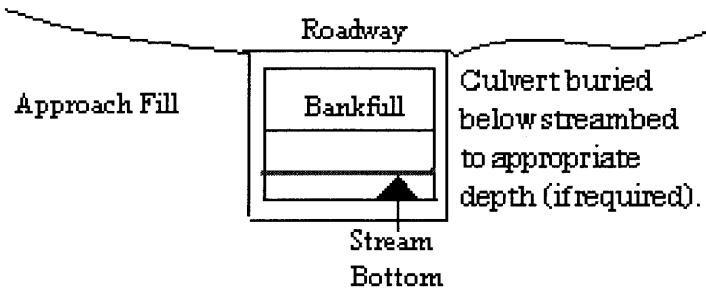 Roadway
Approach Fill
Bankfull
Culvert buried
below streambed
to appropriate
depth (if required).
Stream
Bottom